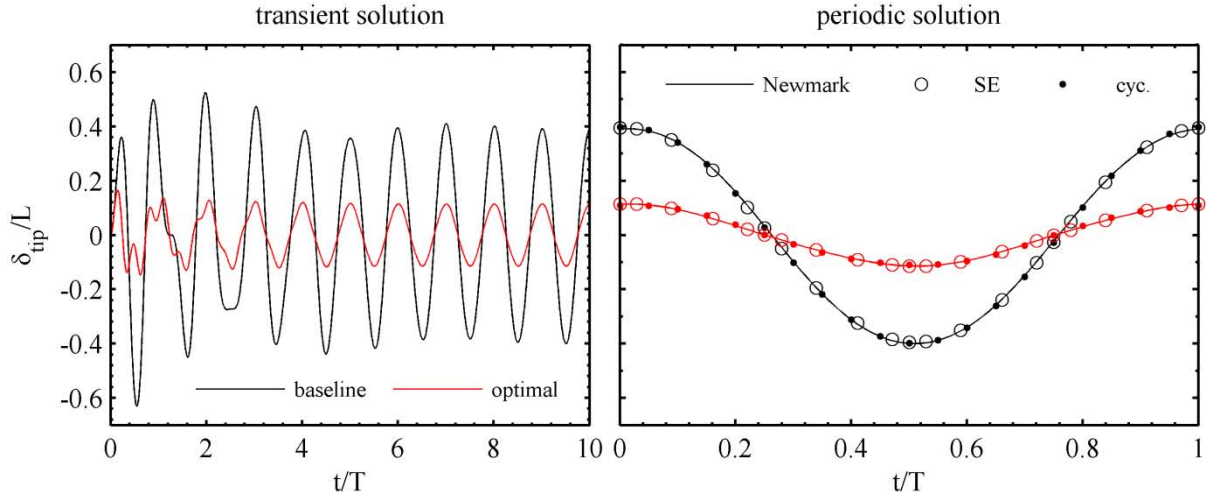 transient solution
periodic solution
δtip/L
0.6
0.4
0.2
0
-0.2
-0.4
-0.6
baseline
optimal
0 2 4 6 8 10
t/T
Newmark SE cyc.
0 0.2 0.4 0.6 0.8 1
t/T